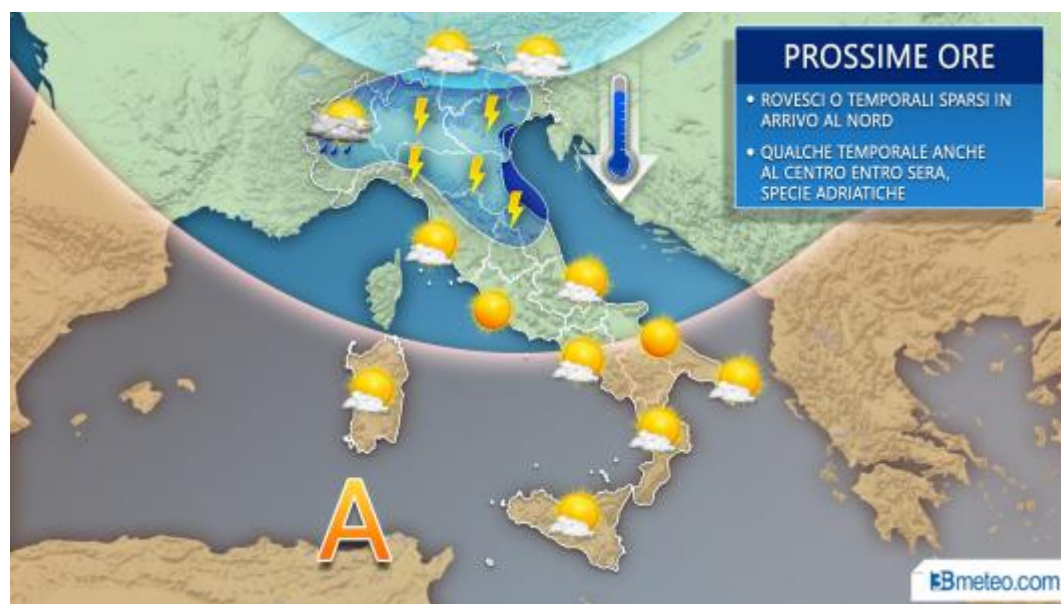 PROSSIME ORE
• ROVESCI O TEMPORALI SPARSI IN
ARRIVO AL NORD
• QUALCHE TEMPORALE ANCHE
AL CENTRO ENTRO SERA,
SPECIE ADRIATICHE
A
3Bmeteo.com